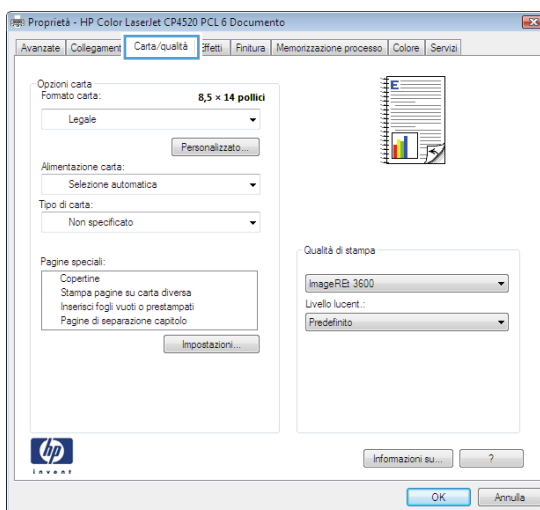 Proprietà - HP Color LaserJet CP4520 PCL 6 Documento
Avanzate Collegament Carta/qualità Effetti Finitura Memorizzazione processo Colore Servizi
Opzioni carta
Formato carta: 8,5 × 14 pollici
Legale
Personalizzato...
Alimentazione carta:
Selezione automatica
Tipo di carta:
Non specificato
Pagine speciali:
Copertine
Stampa pagine su carta diversa
Inserisci fogli vuoti o prestampati
Pagine di separazione capitolo
Impostazioni...
E
Qualità di stampa
ImageREt 3600
Livello lucent.:
Predefinito
hp
invent
Informazioni su... ?
OK Annulla